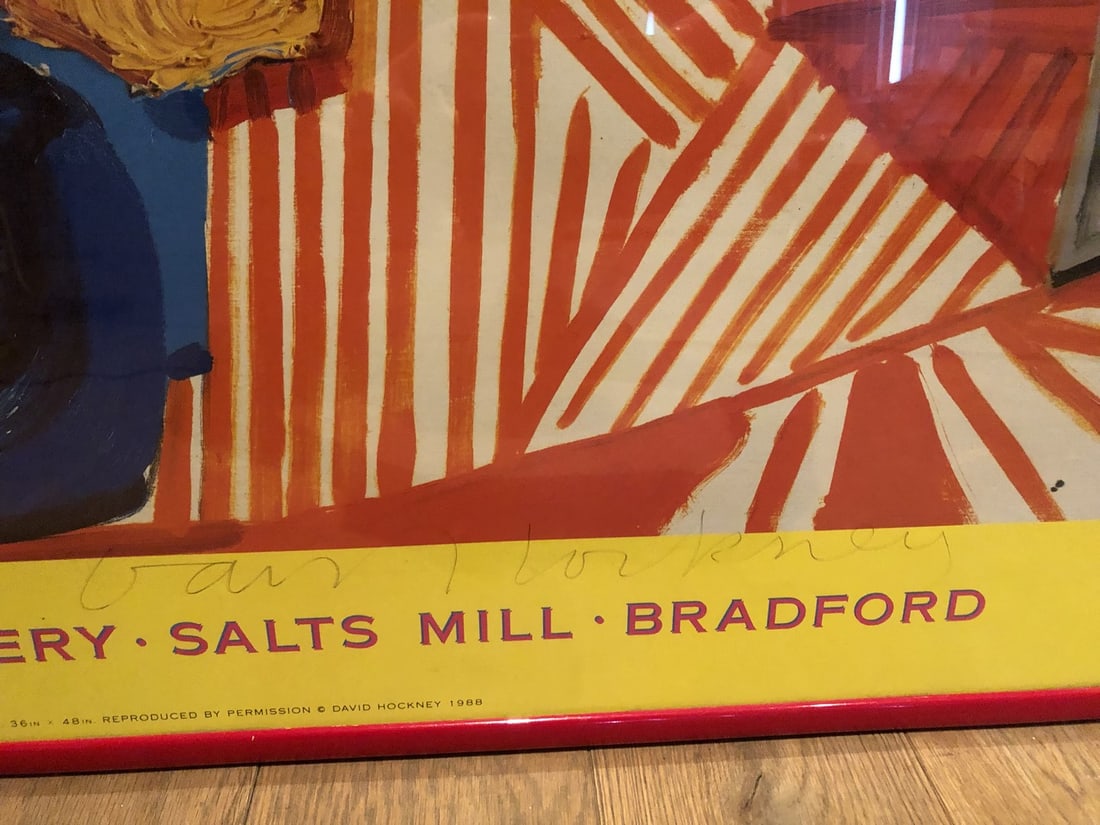 David Hockney
ERY · SALTS MILL · BRADFORD
36IN × 48IN. REPRODUCED BY PERMISSION © DAVID HOCKNEY 1988